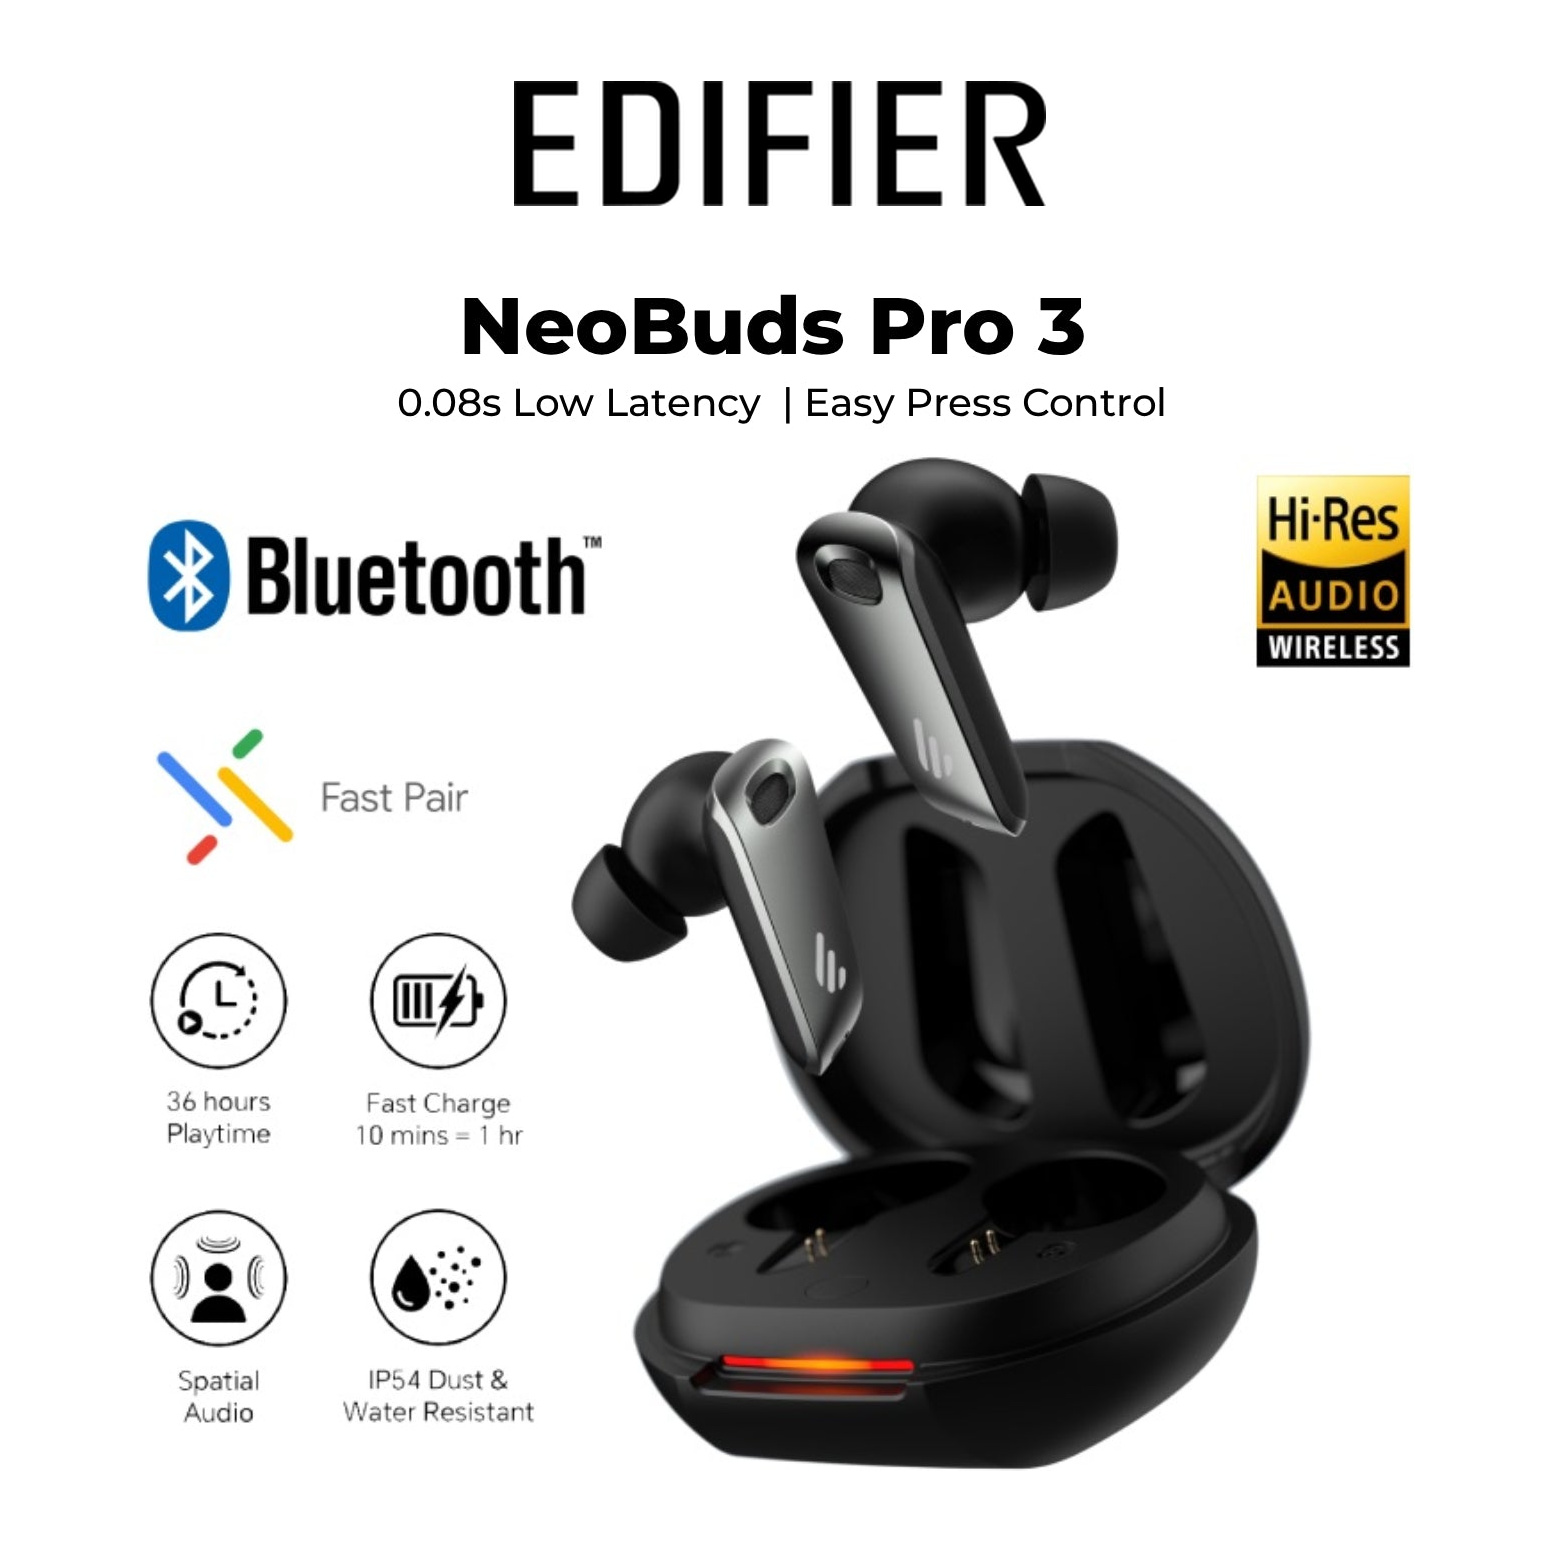 EDIFIER
NeoBuds Pro 3
0.08s Low Latency | Easy Press Control
Bluetooth™
Hi·Res
AUDIO
WIRELESS
Fast Pair
36 hours
Playtime
Fast Charge
10 mins = 1 hr
Spatial
Audio
IP54 Dust &
Water Resistant